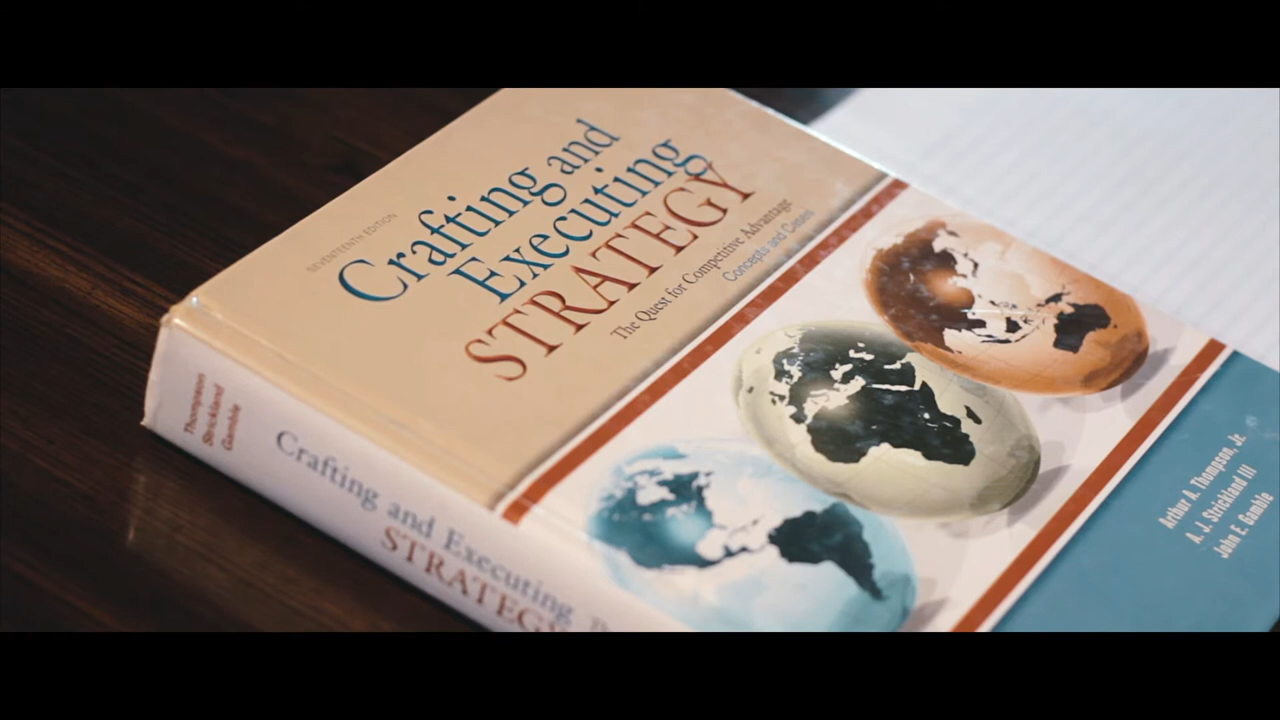 SEVENTEENTH EDITION
Crafting and
Executing
STRATEGY
The Quest for Competitive Advantage
Concepts and Cases
Arthur A. Thompson, Jr.
A. J. Strickland III
John E. Gamble
Thompson
Strickland
Gamble
Crafting and Executing
STRATEGY